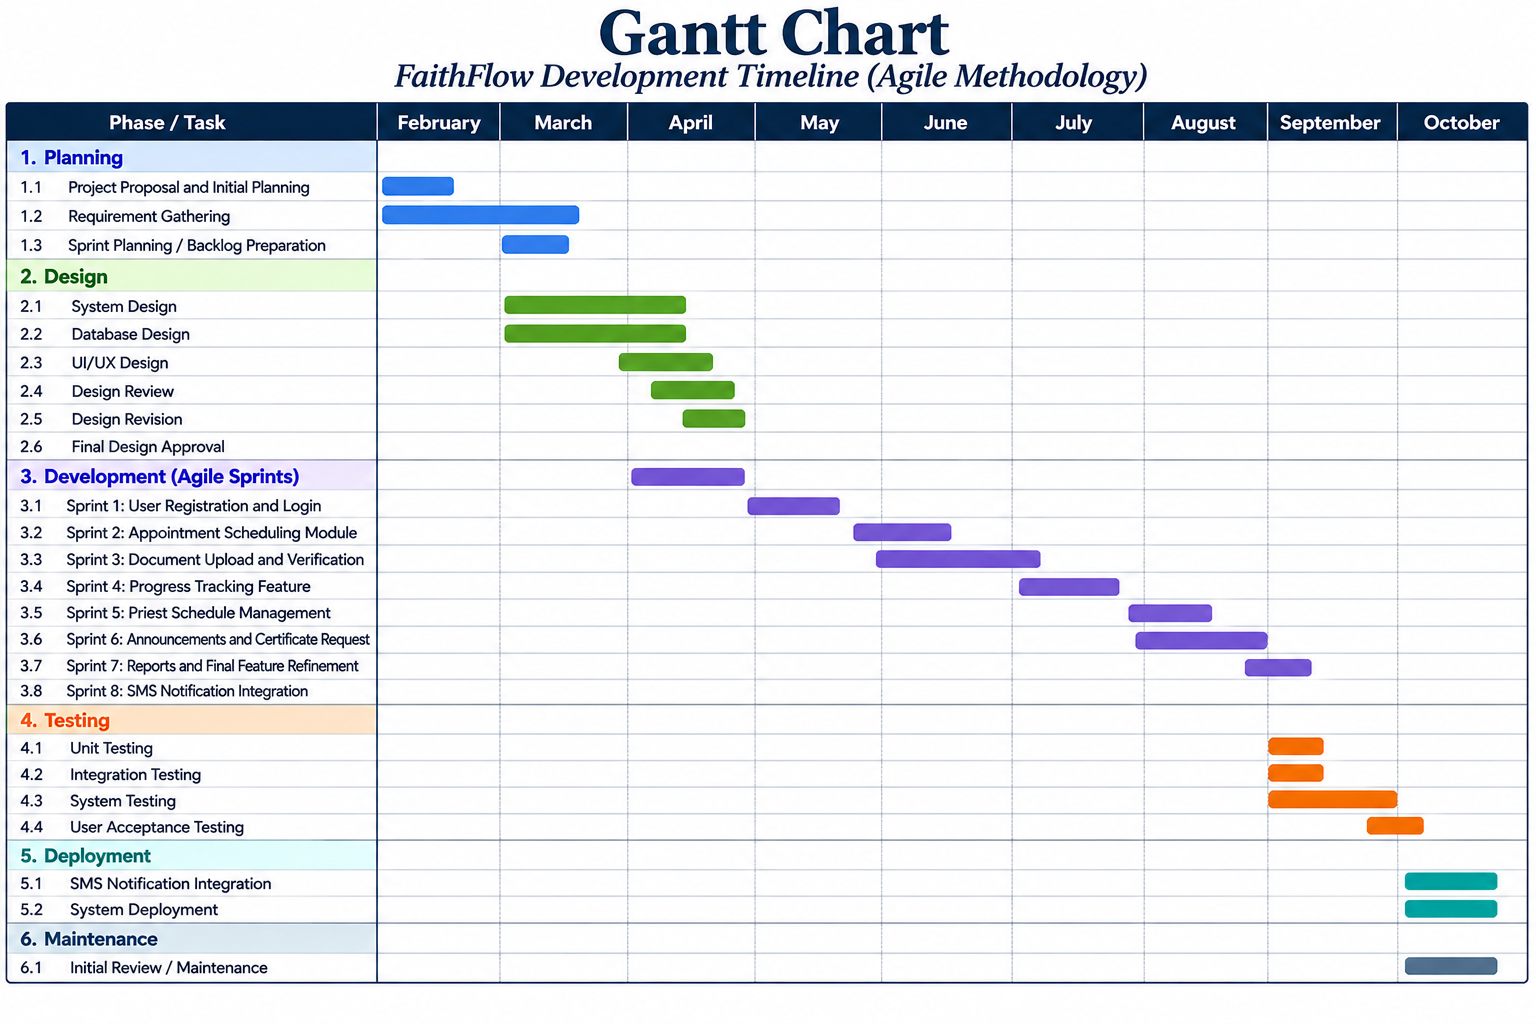 Gantt Chart
FaithFlow Development Timeline (Agile Methodology)
Phase / Task February March April May June July August September October
1. Planning
1.1 Project Proposal and Initial Planning
1.2 Requirement Gathering
1.3 Sprint Planning / Backlog Preparation
2. Design
2.1 System Design
2.2 Database Design
2.3 UI/UX Design
2.4 Design Review
2.5 Design Revision
2.6 Final Design Approval
3. Development (Agile Sprints)
3.1 Sprint 1: User Registration and Login
3.2 Sprint 2: Appointment Scheduling Module
3.3 Sprint 3: Document Upload and Verification
3.4 Sprint 4: Progress Tracking Feature
3.5 Sprint 5: Priest Schedule Management
3.6 Sprint 6: Announcements and Certificate Request
3.7 Sprint 7: Reports and Final Feature Refinement
3.8 Sprint 8: SMS Notification Integration
4. Testing
4.1 Unit Testing
4.2 Integration Testing
4.3 System Testing
4.4 User Acceptance Testing
5. Deployment
5.1 SMS Notification Integration
5.2 System Deployment
6. Maintenance
6.1 Initial Review / Maintenance